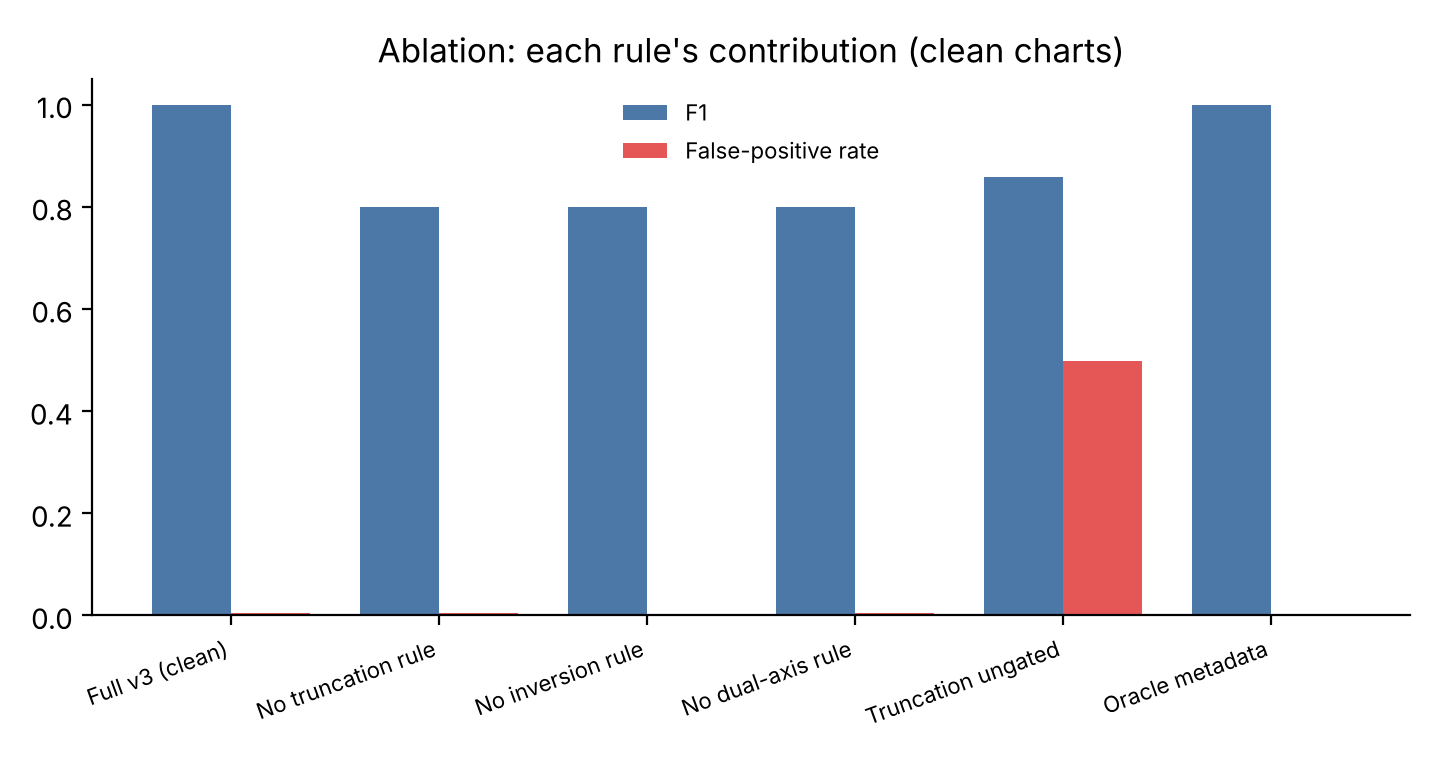 Ablation: each rule's contribution (clean charts)
F1
False-positive rate
1.0
0.8
0.6
0.4
0.2
0.0
Full v3 (clean)
No truncation rule
No inversion rule
No dual-axis rule
Truncation ungated
Oracle metadata